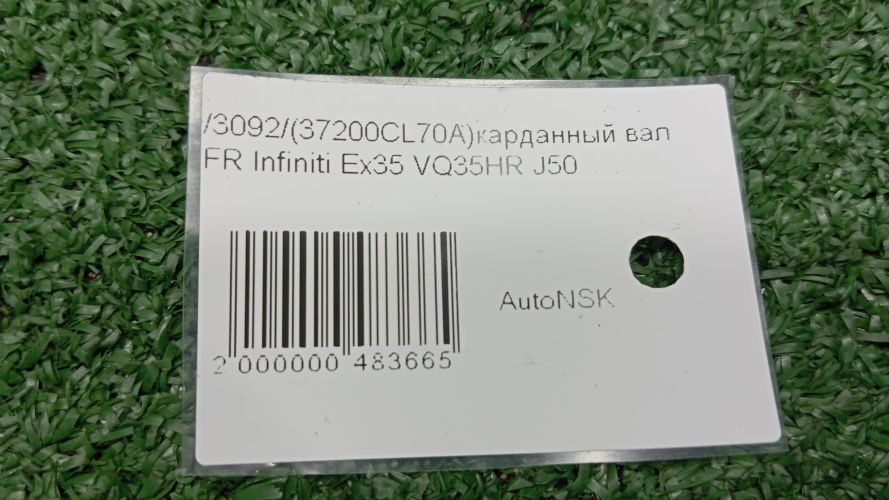 /3092/(37200CL70A)карданный вал
FR Infiniti Ex35 VQ35HR J50
AutoNSK
2 000000 483665